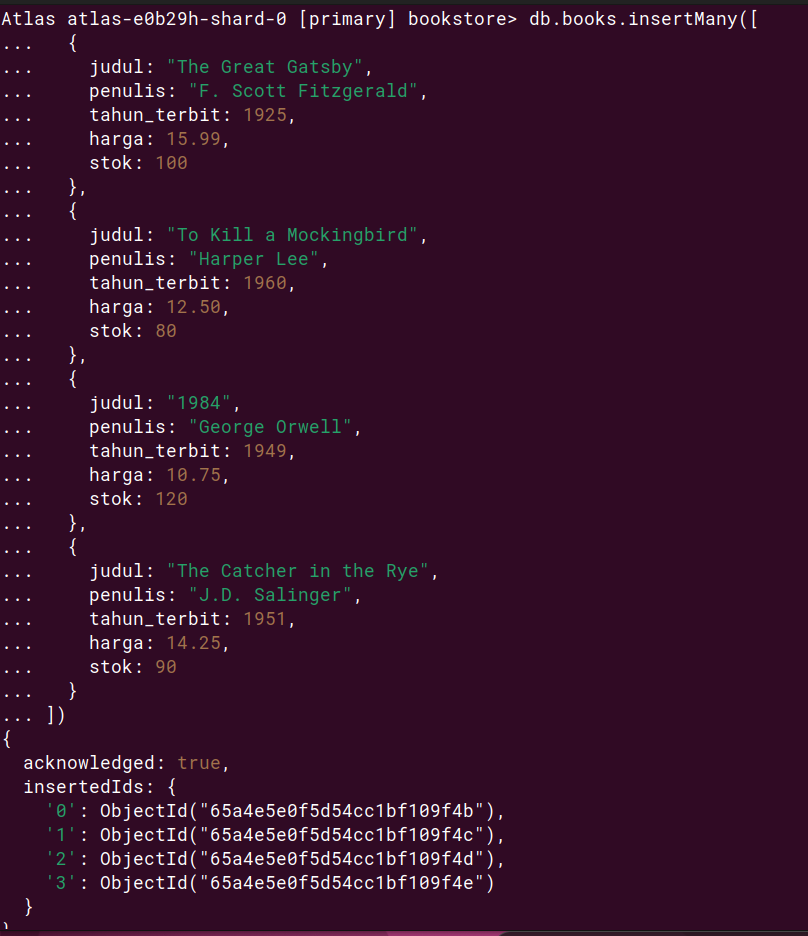 Atlas atlas-e0b29h-shard-0 [primary] bookstore> db.books.insertMany([
...   {
...     judul: "The Great Gatsby",
...     penulis: "F. Scott Fitzgerald",
...     tahun_terbit: 1925,
...     harga: 15.99,
...     stok: 100
...   },
...   {
...     judul: "To Kill a Mockingbird",
...     penulis: "Harper Lee",
...     tahun_terbit: 1960,
...     harga: 12.50,
...     stok: 80
...   },
...   {
...     judul: "1984",
...     penulis: "George Orwell",
...     tahun_terbit: 1949,
...     harga: 10.75,
...     stok: 120
...   },
...   {
...     judul: "The Catcher in the Rye",
...     penulis: "J.D. Salinger",
...     tahun_terbit: 1951,
...     harga: 14.25,
...     stok: 90
...   }
... ])
{
  acknowledged: true,
  insertedIds: {
    '0': ObjectId("65a4e5e0f5d54cc1bf109f4b"),
    '1': ObjectId("65a4e5e0f5d54cc1bf109f4c"),
    '2': ObjectId("65a4e5e0f5d54cc1bf109f4d"),
    '3': ObjectId("65a4e5e0f5d54cc1bf109f4e")
  }
}